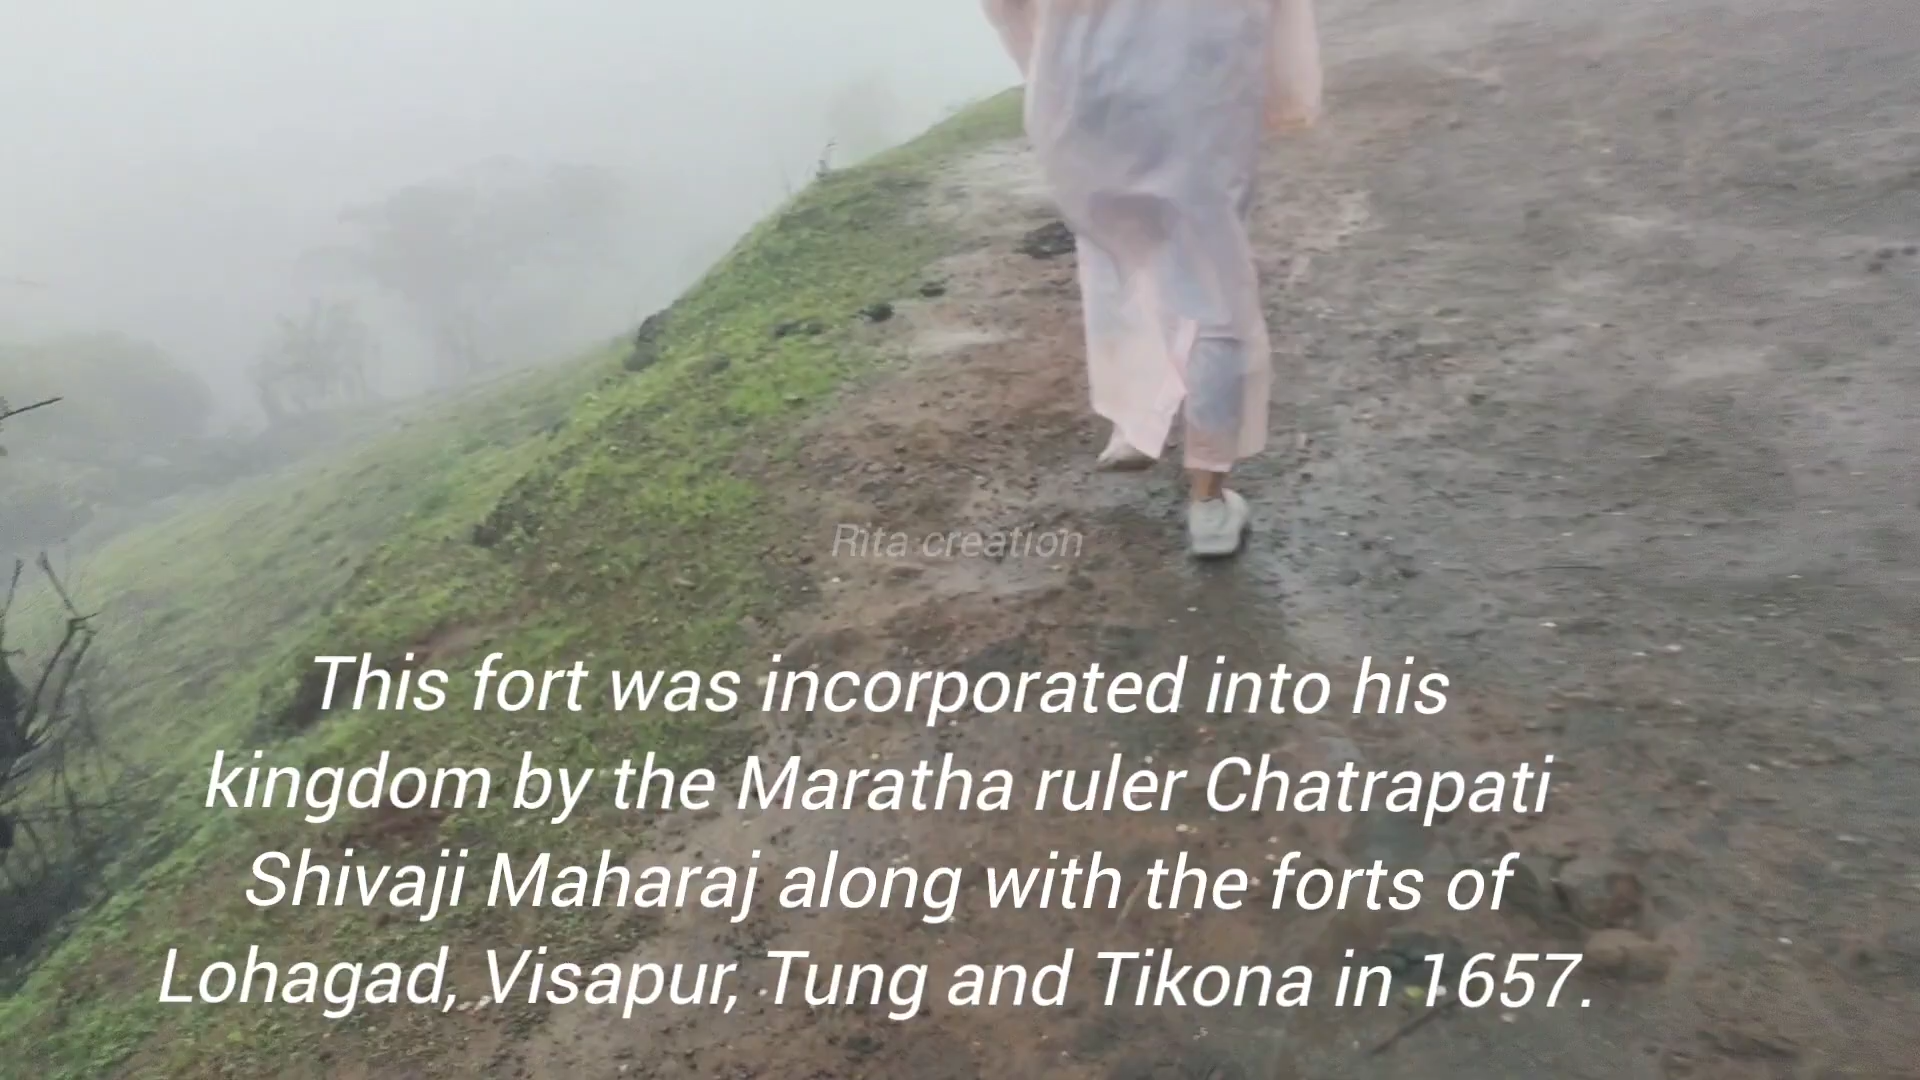 Rita creation
This fort was incorporated into his
kingdom by the Maratha ruler Chatrapati
Shivaji Maharaj along with the forts of
Lohagad, Visapur, Tung and Tikona in 1657.